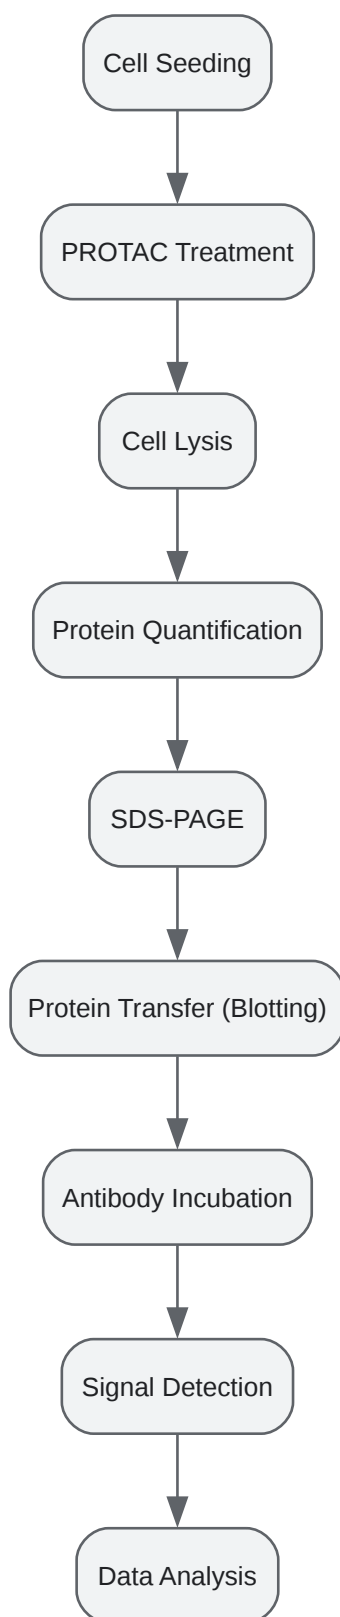 Cell Seeding
PROTAC Treatment
Cell Lysis
Protein Quantification
SDS-PAGE
Protein Transfer (Blotting)
Antibody Incubation
Signal Detection
Data Analysis